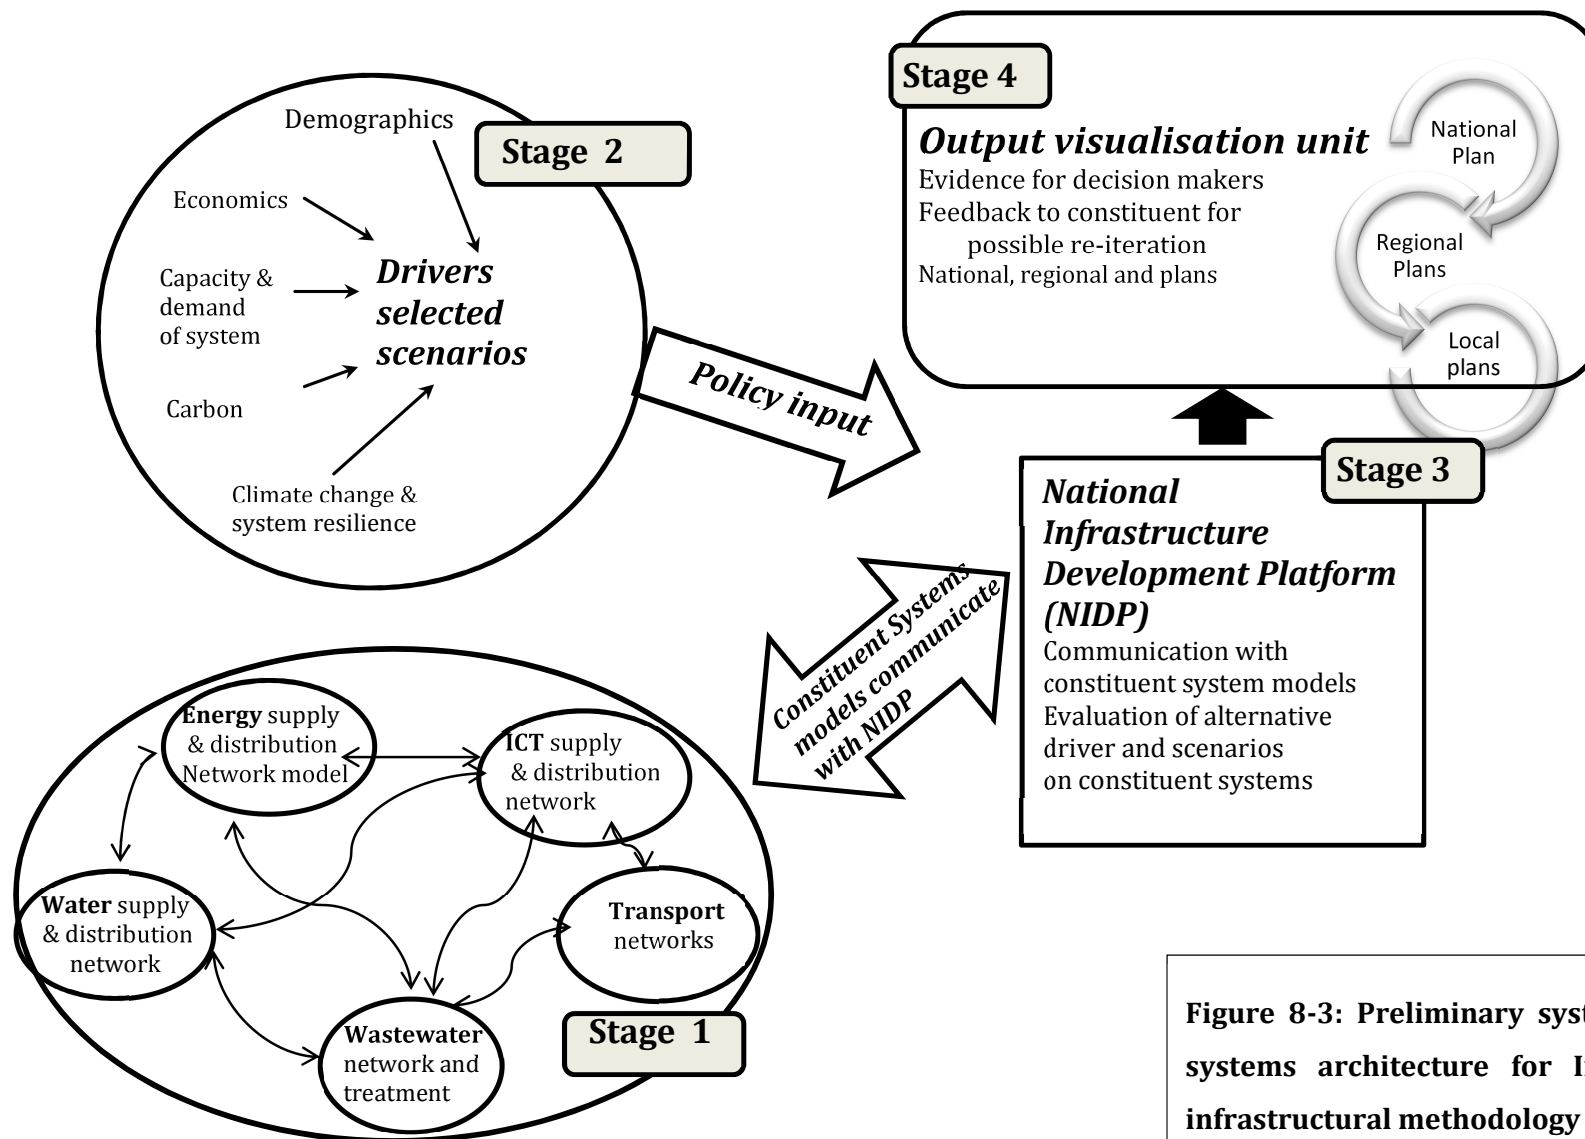 Demographics
Stage 2
Economics
Capacity &
demand
of system
Carbon
Climate change &
system resilience
Drivers
selected
scenarios
Policy input
Stage 4
Output visualisation unit
Evidence for decision makers
Feedback to constituent for
possible re-iteration
National, regional and plans
National
Plan
Regional
Plans
Local
plans
Stage 3
National
Infrastructure
Development Platform
(NIDP)
Communication with
constituent system models
Evaluation of alternative
driver and scenarios
on constituent systems
Constituent Systems
models communicate
with NIDP
Energy supply
& distribution
Network model
ICT supply
& distribution
network
Water supply
& distribution
network
Transport
networks
Wastewater
network and
treatment
Stage 1
Figure 8-3: Preliminary
systems architecture for
infrastructural methodology